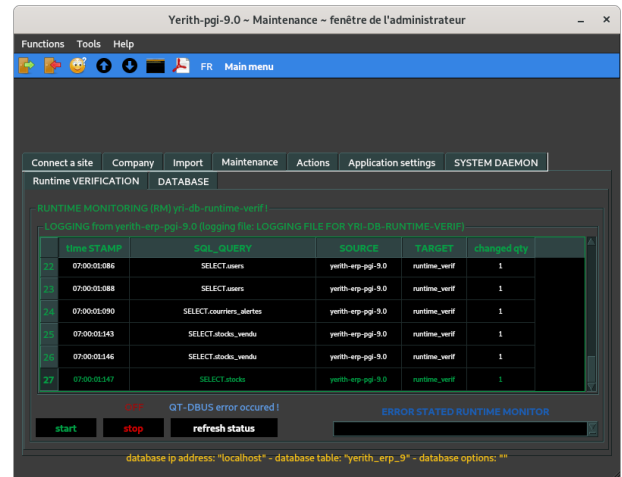 Yerith-pgi-9.0 ~ Maintenance ~ fenêtre de l'administrateur
Functions Tools Help
FR Main menu
Connect a site Company Import Maintenance Actions Application settings SYSTEM DAEMON
Runtime VERIFICATION DATABASE
RUNTIME MONITORING (RM) yri-db-runtime-verif !
LOGGING from yerith-erp-pgi-9.0 (logging file: LOGGING FILE FOR YRI-DB-RUNTIME-VERIF)
time STAMP SQL_QUERY SOURCE TARGET changed qty
22 07:00:01:086 SELECT.users yerith-erp-pgi-9.0 runtime_verif 1
23 07:00:01:088 SELECT.users yerith-erp-pgi-9.0 runtime_verif 1
24 07:00:01:090 SELECT.courriers_alertes yerith-erp-pgi-9.0 runtime_verif 1
25 07:00:01:143 SELECT.stocks_vendu yerith-erp-pgi-9.0 runtime_verif 1
26 07:00:01:146 SELECT.stocks_vendu yerith-erp-pgi-9.0 runtime_verif 1
27 07:00:01:147 SELECT.stocks yerith-erp-pgi-9.0 runtime_verif 1
QT-DBUS error occured !
ERROR STATED RUNTIME MONITOR
start stop refresh status
database ip address: "localhost" - database table: "yerith_erp_9" - database options: ""